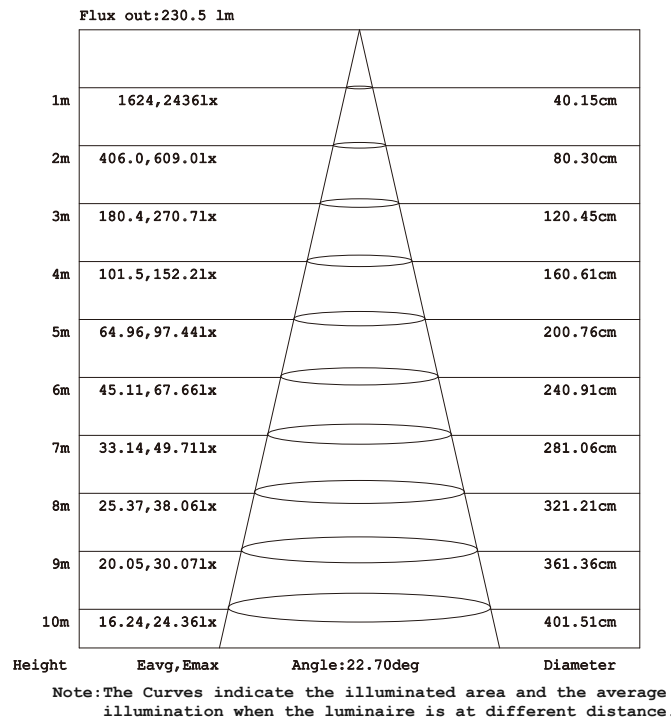 Flux out:230.5 lm
1m 1624,2436lx 40.15cm
2m 406.0,609.0lx 80.30cm
3m 180.4,270.7lx 120.45cm
4m 101.5,152.2lx 160.61cm
5m 64.96,97.44lx 200.76cm
6m 45.11,67.66lx 240.91cm
7m 33.14,49.71lx 281.06cm
8m 25.37,38.06lx 321.21cm
9m 20.05,30.07lx 361.36cm
10m 16.24,24.36lx 401.51cm
Height Eavg,Emax Angle:22.70deg Diameter
Note:The Curves indicate the illuminated area and the average
illumination when the luminaire is at different distance